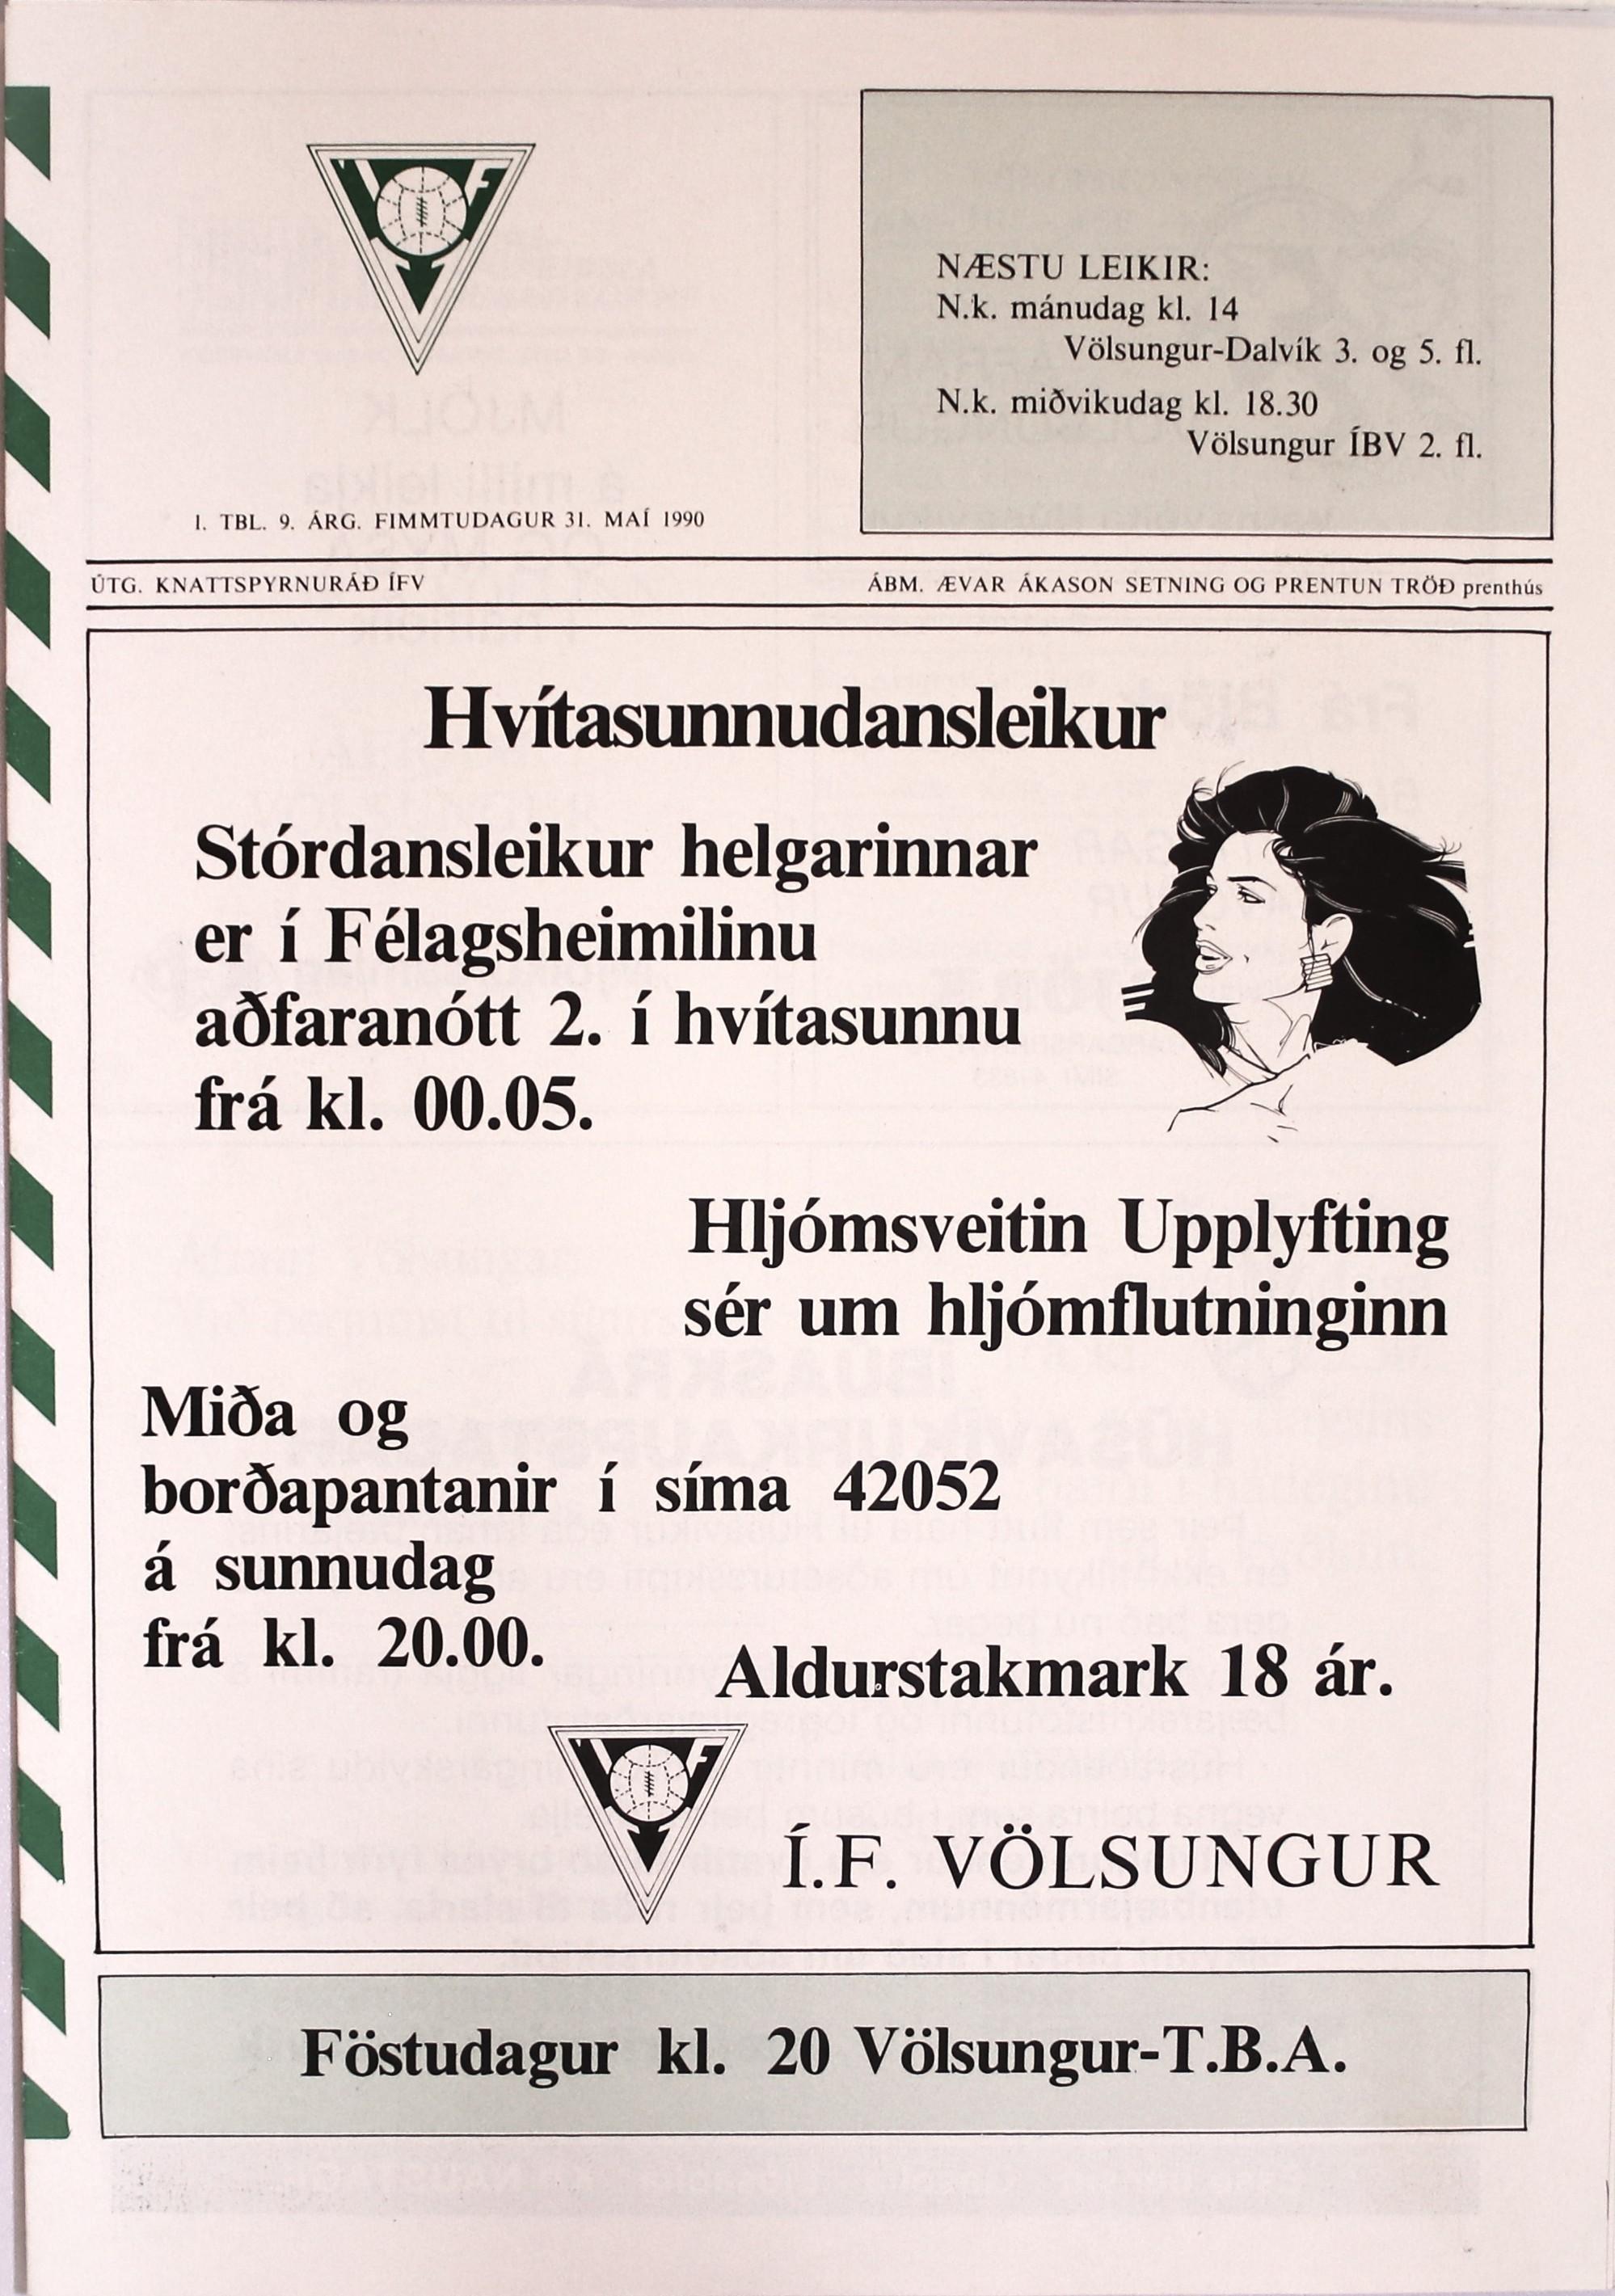 NÆSTU LEIKIR:
N.k. mánudag kl. 14
Völsungur-Dalvík 3. og 5. fl.
N.k. miðvikudag kl. 18.30
Völsungur ÍBV 2. fl.
1. TBL. 9. ÁRG. FIMMTUDAGUR 31. MAÍ 1990
ÚTG. KNATTSPYRNURÁÐ ÍFV
ÁBM. ÆVAR ÁKASON SETNING OG PRENTUN TRÖÐ prenthús
Hvítasunnudansleikur
Stórdansleikur helgarinnar
er í Félagsheimilinu
aðfaranótt 2. í hvítasunnu
frá kl. 00.05.
Hljómsveitin Upplyfting
sér um hljómflutninginn
Miða og
borðapantanir í síma 42052
á sunnudag
frá kl. 20.00.
Aldurstakmark 18 ár.
Í.F. VÖLSUNGUR
Föstudagur kl. 20 Völsungur-T.B.A.